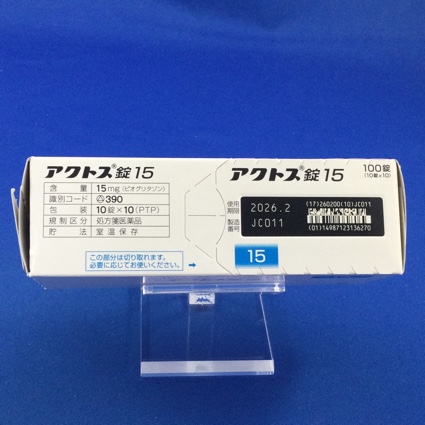 アクトス®錠15
含量 15mg(ピオグリタゾン)
識別コード 390
包装 10錠×10(PTP)
規制区分 処方箋医薬品
貯法 室温保存
この部分は切り取れます。
必要に応じてお使いください。 →
アクトス®錠15
100錠
(10錠×10)
使用期限 2026.2
製造番号 JC011
(17)260200(10)JC011
(01)14987123136270
15